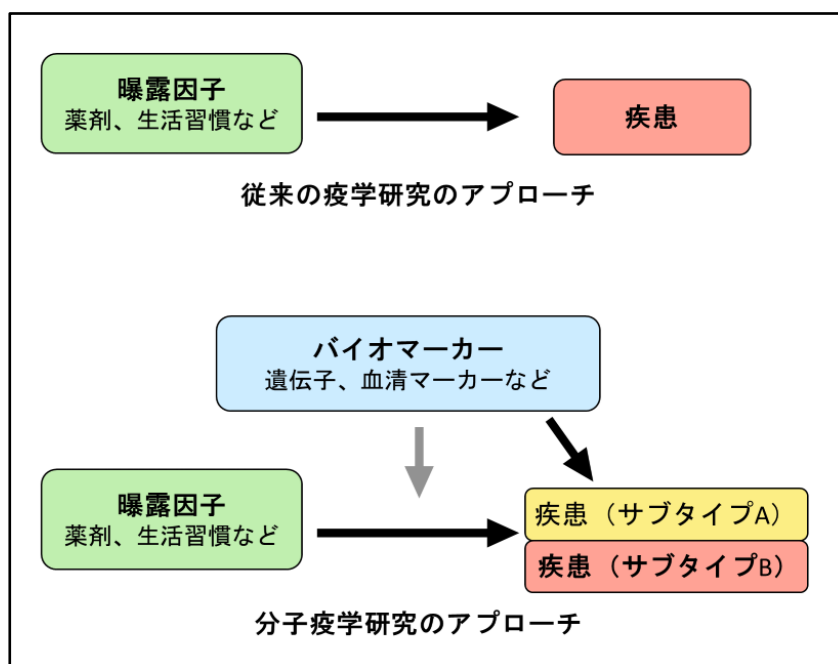 曝露因子
薬剤、生活習慣など
疾患
従来の疫学研究のアプローチ
バイオマーカー
遺伝子、血清マーカーなど
曝露因子
薬剤、生活習慣など
疾患（サブタイプA）
疾患（サブタイプB）
分子疫学研究のアプローチ